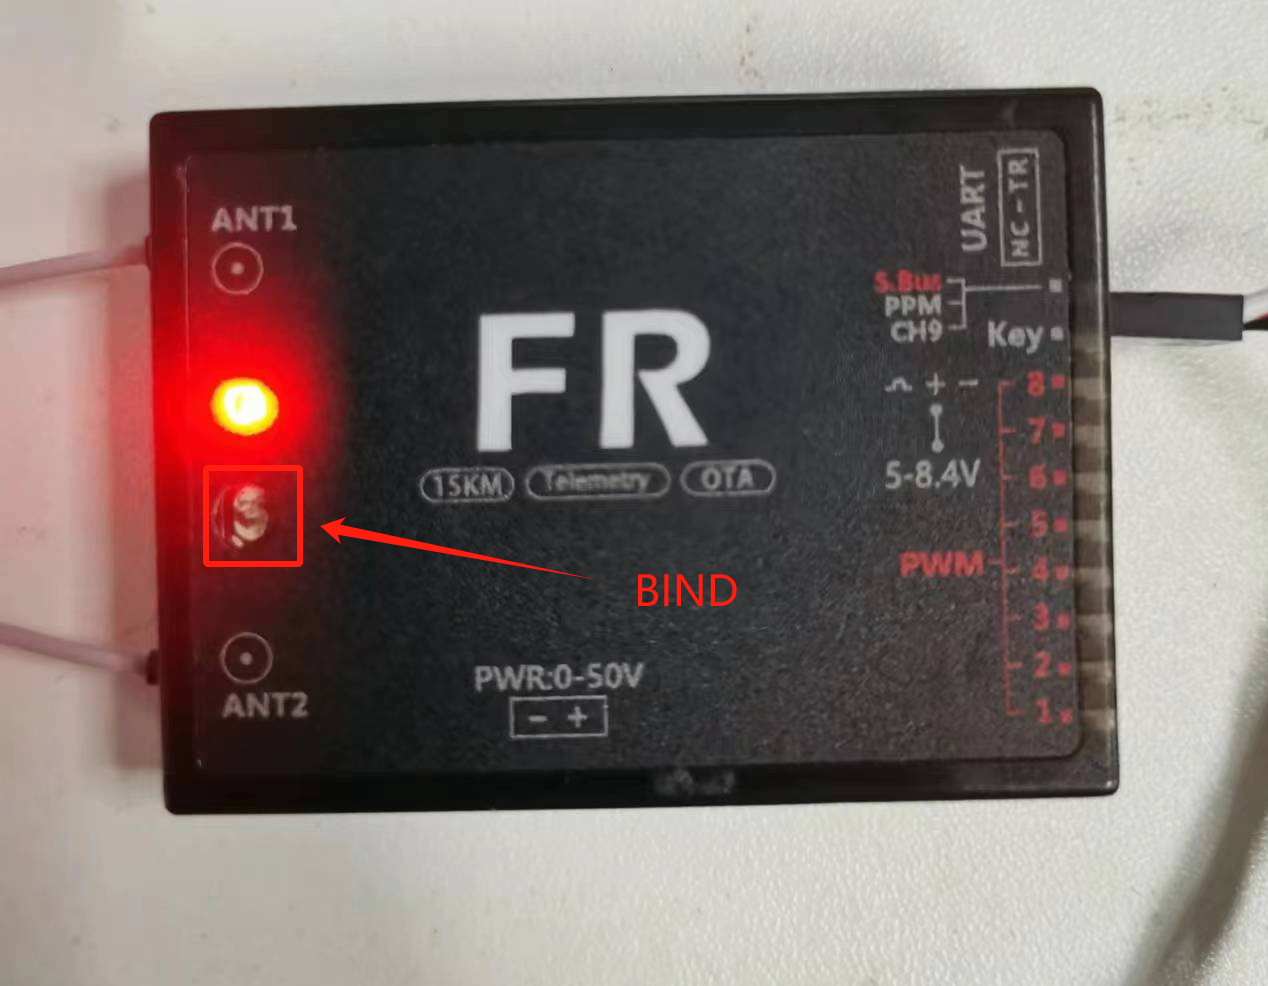 ANT1
UART
NC-TR
S.Bus
PPM
CH9
Key
FR
15KM
Telemetry
OTA
+ -
5-8.4V
8
7
6
5
4
3
2
1
PWM
BIND
ANT2
PWR:0-50V
- +